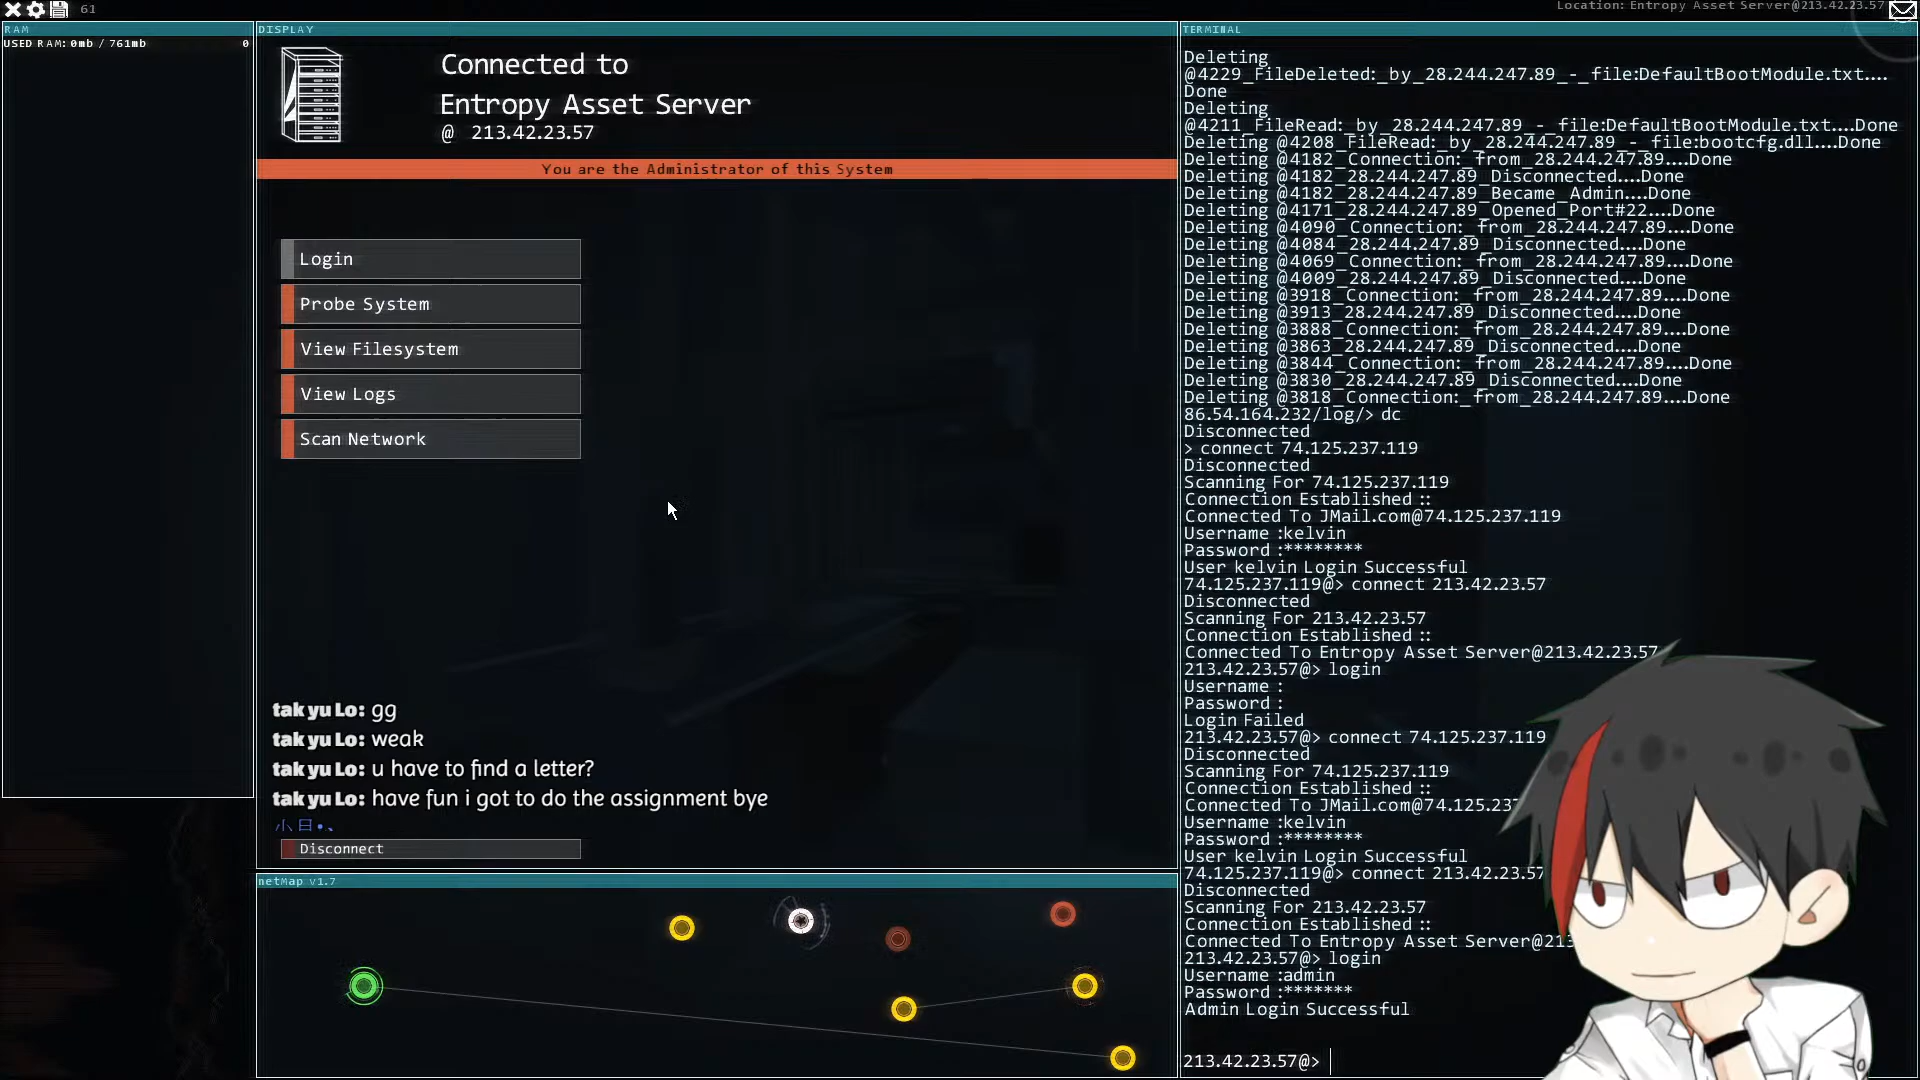 61
Location: Entropy Asset Server@213.42.23.57
RAM
USED RAM: 0mb / 761mb
0
DISPLAY
Connected to
Entropy Asset Server
@ 213.42.23.57
You are the Administrator of this System
Login
Probe System
View Filesystem
View Logs
Scan Network
tak yu Lo: gg
tak yu Lo: weak
tak yu Lo: u have to find a letter?
tak yu Lo: have fun i got to do the assignment bye
Disconnect
netMap v1.7
TERMINAL
Deleting
@4229_FileDeleted:_by_28.244.247.89_-_file:DefaultBootModule.txt....
Done
Deleting
@4211_FileRead:_by_28.244.247.89_-_file:DefaultBootModule.txt....Done
Deleting @4208_FileRead:_by_28.244.247.89_-_file:bootcfg.dll....Done
Deleting @4182_Connection:_from_28.244.247.89....Done
Deleting @4182_28.244.247.89_Disconnected....Done
Deleting @4182_28.244.247.89_Became_Admin....Done
Deleting @4171_28.244.247.89_Opened_Port#22....Done
Deleting @4090_Connection:_from_28.244.247.89....Done
Deleting @4084_28.244.247.89_Disconnected....Done
Deleting @4069_Connection:_from_28.244.247.89....Done
Deleting @4009_28.244.247.89_Disconnected....Done
Deleting @3918_Connection:_from_28.244.247.89....Done
Deleting @3913_28.244.247.89_Disconnected....Done
Deleting @3888_Connection:_from_28.244.247.89....Done
Deleting @3863_28.244.247.89_Disconnected....Done
Deleting @3844_Connection:_from_28.244.247.89....Done
Deleting @3830_28.244.247.89_Disconnected....Done
Deleting @3818_Connection:_from_28.244.247.89....Done
86.54.164.232/log/> dc
Disconnected
> connect 74.125.237.119
Disconnected
Scanning For 74.125.237.119
Connection Established ::
Connected To JMail.com@74.125.237.119
Username :kelvin
Password :********
User kelvin Login Successful
74.125.237.119@> connect 213.42.23.57
Disconnected
Scanning For 213.42.23.57
Connection Established ::
Connected To Entropy Asset Server@213.42.23.57
213.42.23.57@> login
Username :
Password :
Login Failed
213.42.23.57@> connect 74.125.237.119
Disconnected
Scanning For 74.125.237.119
Connection Established ::
Connected To JMail.com@74.125.237
Username :kelvin
Password :********
User kelvin Login Successful
74.125.237.119@> connect 213.42.23.57
Disconnected
Scanning For 213.42.23.57
Connection Established ::
Connected To Entropy Asset Server@213
213.42.23.57@> login
Username :admin
Password :*******
Admin Login Successful
213.42.23.57@>